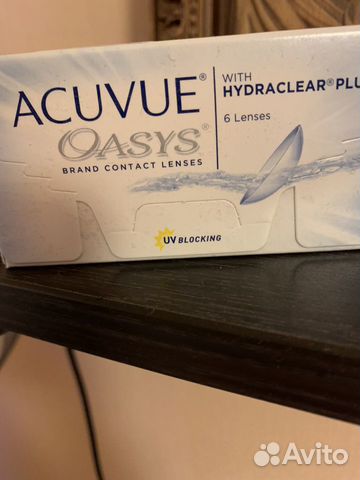 ACUVUE®
OASYS®
BRAND CONTACT LENSES
WITH
HYDRACLEAR® PLU
6 Lenses
UV BLOCKING
Avito